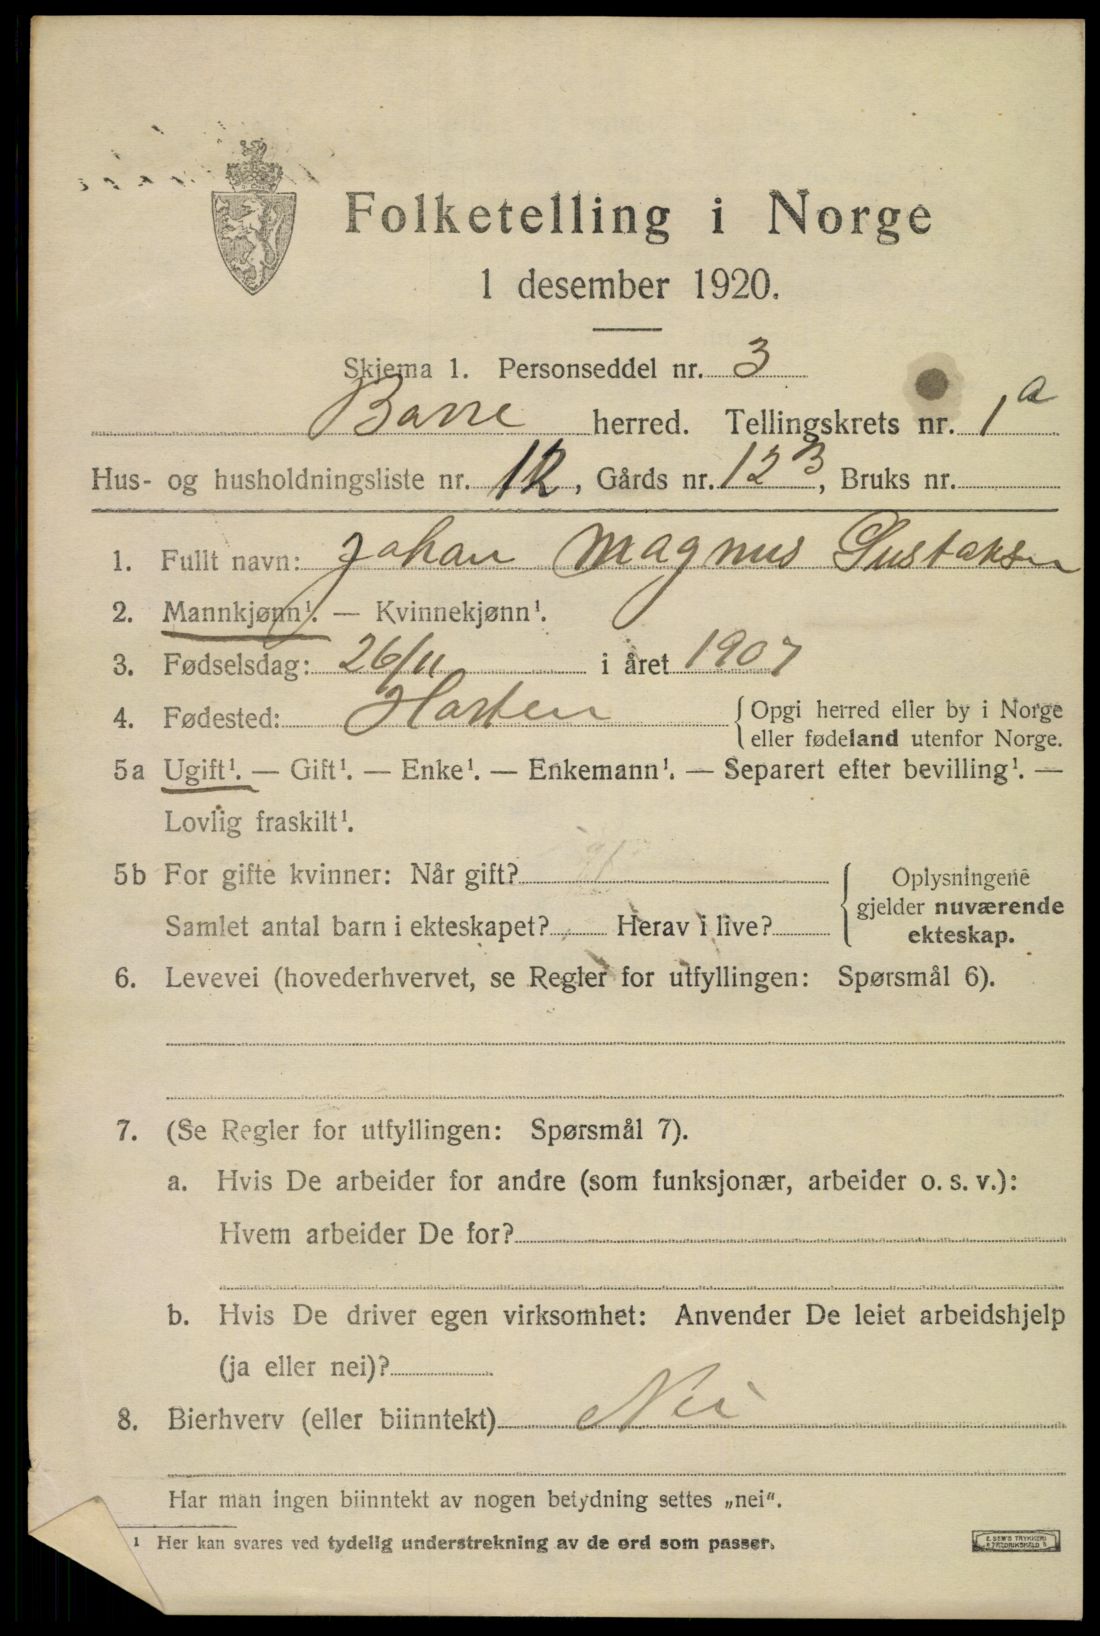 Folketelling i Norge
1 desember 1920.
Skjema 1. Personseddel nr. 3
Borre herred. Tellingskrets nr. 1 a
Hus- og husholdningsliste nr. 12, Gårds nr. 123, Bruks nr.
1. Fullt navn: Johan Magnus Gustaksen
2. Mannkjønn¹. — Kvinnekjønn¹.
3. Fødselsdag: 26/11 i året 1907
4. Fødested: Horten {Opgi herred eller by i Norge
eller fødeland utenfor Norge.
5a Ugift¹. — Gift¹. — Enke¹. — Enkemann¹. — Separert efter bevilling¹. —
Lovlig fraskilt¹.
5b For gifte kvinner: Når gift? Oplysningene
Samlet antal barn i ekteskapet? Herav i live? gjelder nuværende
ekteskap.
6. Levevei (hovederhvervet, se Regler for utfyllingen: Spørsmål 6).
7. (Se Regler for utfyllingen: Spørsmål 7).
a. Hvis De arbeider for andre (som funksjonær, arbeider o. s. v.):
Hvem arbeider De for?
b. Hvis De driver egen virksomhet: Anvender De leiet arbeidshjelp
(ja eller nei)?
8. Bierhverv (eller biinntekt) Nei
Har man ingen biinntekt av nogen betydning settes „nei“.
¹ Her kan svares ved tydelig understrekning av de ord som passer.
E. SEM'S TRYKKERI
FREDRIKSHALD